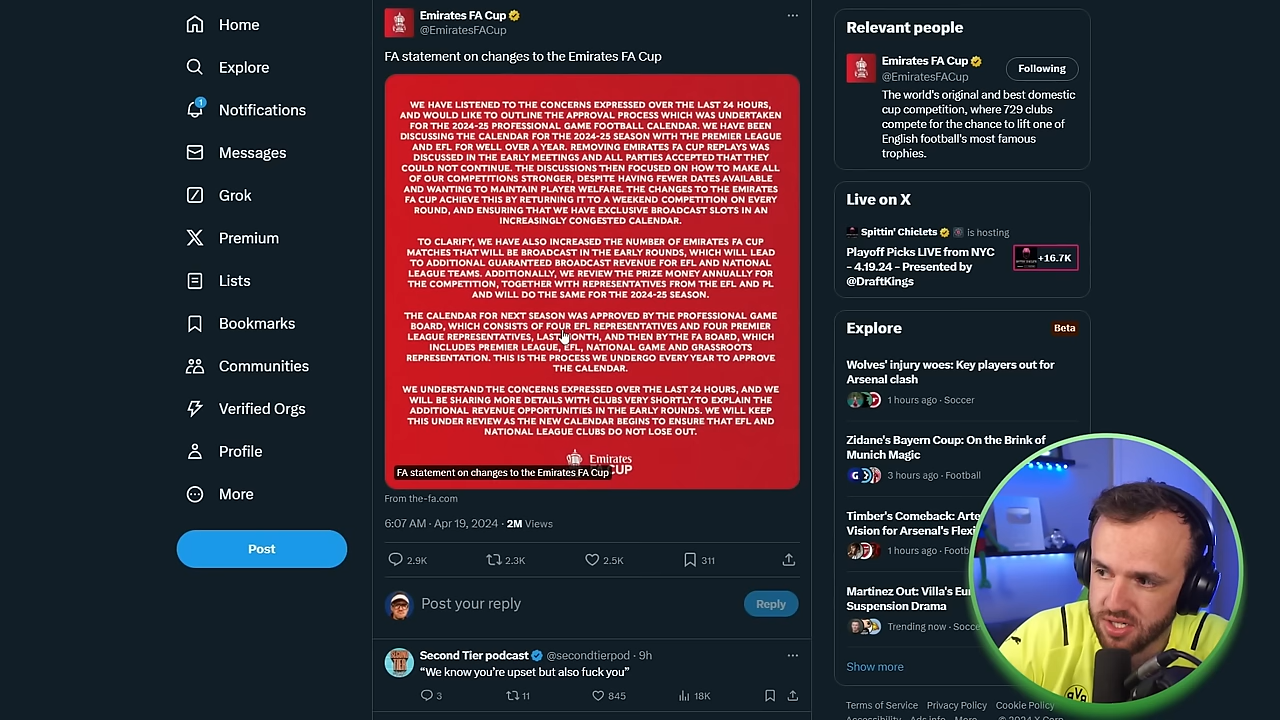 Home
Explore
1
Notifications
Messages
Grok
Premium
Lists
Bookmarks
Communities
Verified Orgs
Profile
More
Post
Emirates FA Cup
@EmiratesFACup
FA statement on changes to the Emirates FA Cup
WE HAVE LISTENED TO THE CONCERNS EXPRESSED OVER THE LAST 24 HOURS,
AND WOULD LIKE TO OUTLINE THE APPROVAL PROCESS WHICH WAS UNDERTAKEN
FOR THE 2024-25 PROFESSIONAL GAME FOOTBALL CALENDAR. WE HAVE BEEN
DISCUSSING THE CALENDAR FOR THE 2024-25 SEASON WITH THE PREMIER LEAGUE
AND EFL FOR WELL OVER A YEAR. REMOVING EMIRATES FA CUP REPLAYS WAS
DISCUSSED IN THE EARLY MEETINGS AND ALL PARTIES ACCEPTED THAT THEY
COULD NOT CONTINUE. THE DISCUSSIONS THEN FOCUSED ON HOW TO MAKE ALL
OF OUR COMPETITIONS STRONGER, DESPITE HAVING FEWER DATES AVAILABLE
AND WANTING TO MAINTAIN PLAYER WELFARE. THE CHANGES TO THE EMIRATES
FA CUP ACHIEVE THIS BY RETURNING IT TO A WEEKEND COMPETITION ON EVERY
ROUND, AND ENSURING THAT WE HAVE EXCLUSIVE BROADCAST SLOTS IN AN
INCREASINGLY CONGESTED CALENDAR.
TO CLARIFY, WE HAVE ALSO INCREASED THE NUMBER OF EMIRATES FA CUP
MATCHES THAT WILL BE BROADCAST IN THE EARLY ROUNDS, WHICH WILL LEAD
TO ADDITIONAL GUARANTEED BROADCAST REVENUE FOR EFL AND NATIONAL
LEAGUE TEAMS. ADDITIONALLY, WE REVIEW THE PRIZE MONEY ANNUALLY FOR
THE COMPETITION, TOGETHER WITH REPRESENTATIVES FROM THE EFL AND PL
AND WILL DO THE SAME FOR THE 2024-25 SEASON.
THE CALENDAR FOR NEXT SEASON WAS APPROVED BY THE PROFESSIONAL GAME
BOARD, WHICH CONSISTS OF FOUR EFL REPRESENTATIVES AND FOUR PREMIER
LEAGUE REPRESENTATIVES, LAST MONTH, AND THEN BY THE FA BOARD, WHICH
INCLUDES PREMIER LEAGUE, EFL, NATIONAL GAME AND GRASSROOTS
REPRESENTATION. THIS IS THE PROCESS WE UNDERGO EVERY YEAR TO APPROVE
THE CALENDAR.
WE UNDERSTAND THE CONCERNS EXPRESSED OVER THE LAST 24 HOURS, AND WE
WILL BE SHARING MORE DETAILS WITH CLUBS VERY SHORTLY TO EXPLAIN THE
ADDITIONAL REVENUE OPPORTUNITIES IN THE EARLY ROUNDS. WE WILL KEEP
THIS UNDER REVIEW AS THE NEW CALENDAR BEGINS TO ENSURE THAT EFL AND
NATIONAL LEAGUE CLUBS DO NOT LOSE OUT.
Emirates
CUP
FA statement on changes to the Emirates FA Cup
From the-fa.com
6:07 AM · Apr 19, 2024 · 2M Views
2.9K 2.3K 2.5K 311
Post your reply
Reply
Second Tier podcast @secondtierpod · 9h
“We know you’re upset but also fuck you”
3 11 845 18K
Relevant people
Emirates FA Cup
@EmiratesFACup
Following
The world's original and best domestic
cup competition, where 729 clubs
compete for the chance to lift one of
English football's most famous
trophies.
Live on X
Spittin' Chiclets is hosting
Playoff Picks LIVE from NYC
– 4.19.24 – Presented by
@DraftKings
+16.7K
Explore
Beta
Wolves' injury woes: Key players out for
Arsenal clash
1 hours ago · Soccer
Zidane's Bayern Coup: On the Brink of
Munich Magic
3 hours ago · Football
Timber's Comeback:
Vision for Arsenal's
1 hours ago ·
Martinez Out: Villa's
Suspension Drama
Trending now ·
Show more
Terms of Service Privacy Policy Cookie Policy
BVB